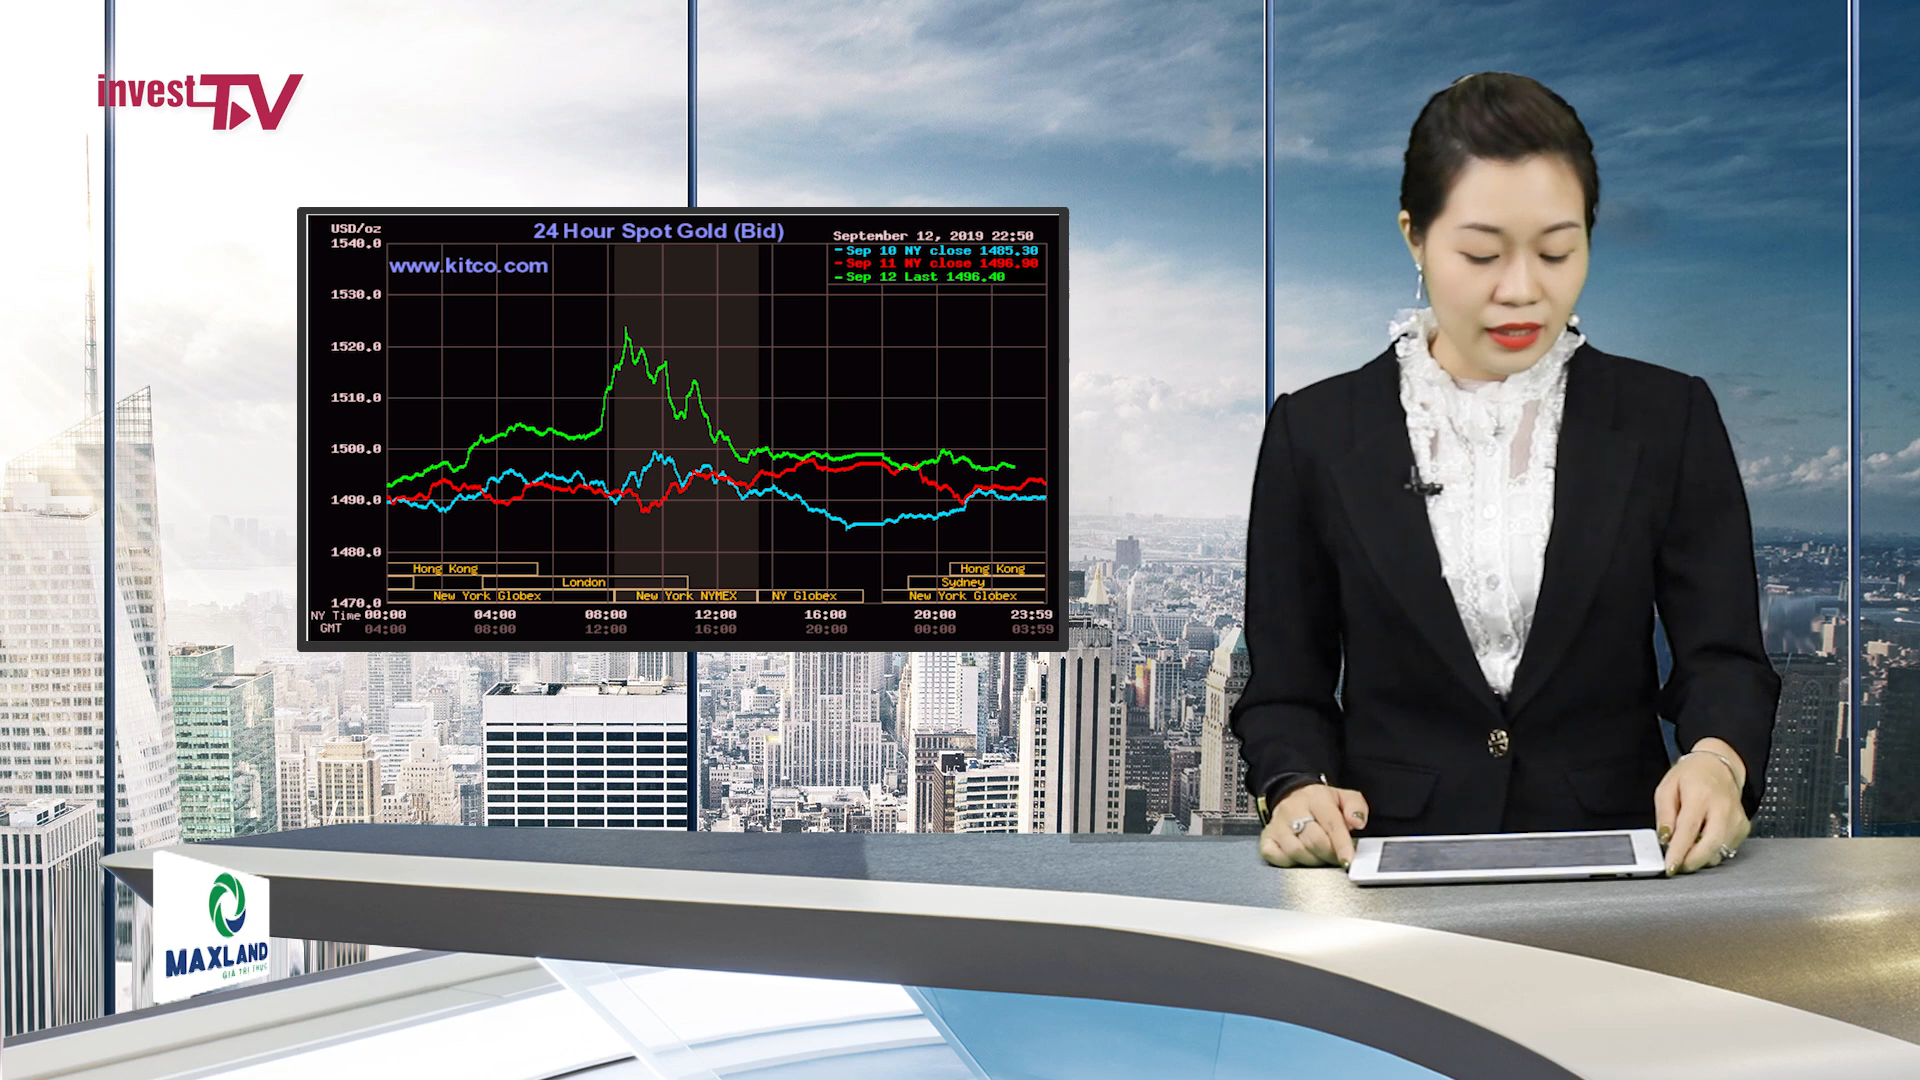 invest TV
USD/oz
24 Hour Spot Gold (Bid)
September 12, 2019 22:50
Sep 10 NY close 1485.30
Sep 11 NY close 1496.90
Sep 12 Last 1496.40
www.kitco.com
1540.0
1530.0
1520.0
1510.0
1500.0
1490.0
1480.0
1470.0
Hong Kong
Hong Kong
London
Sydney
New York Globex
New York NYMEX
NY Globex
New York Globex
NY Time 00:00 04:00 08:00 12:00 16:00 20:00 23:59
GMT 04:00 08:00 12:00 16:00 20:00 00:00 03:59
MAXLAND
GIÁ TRỊ THỰC